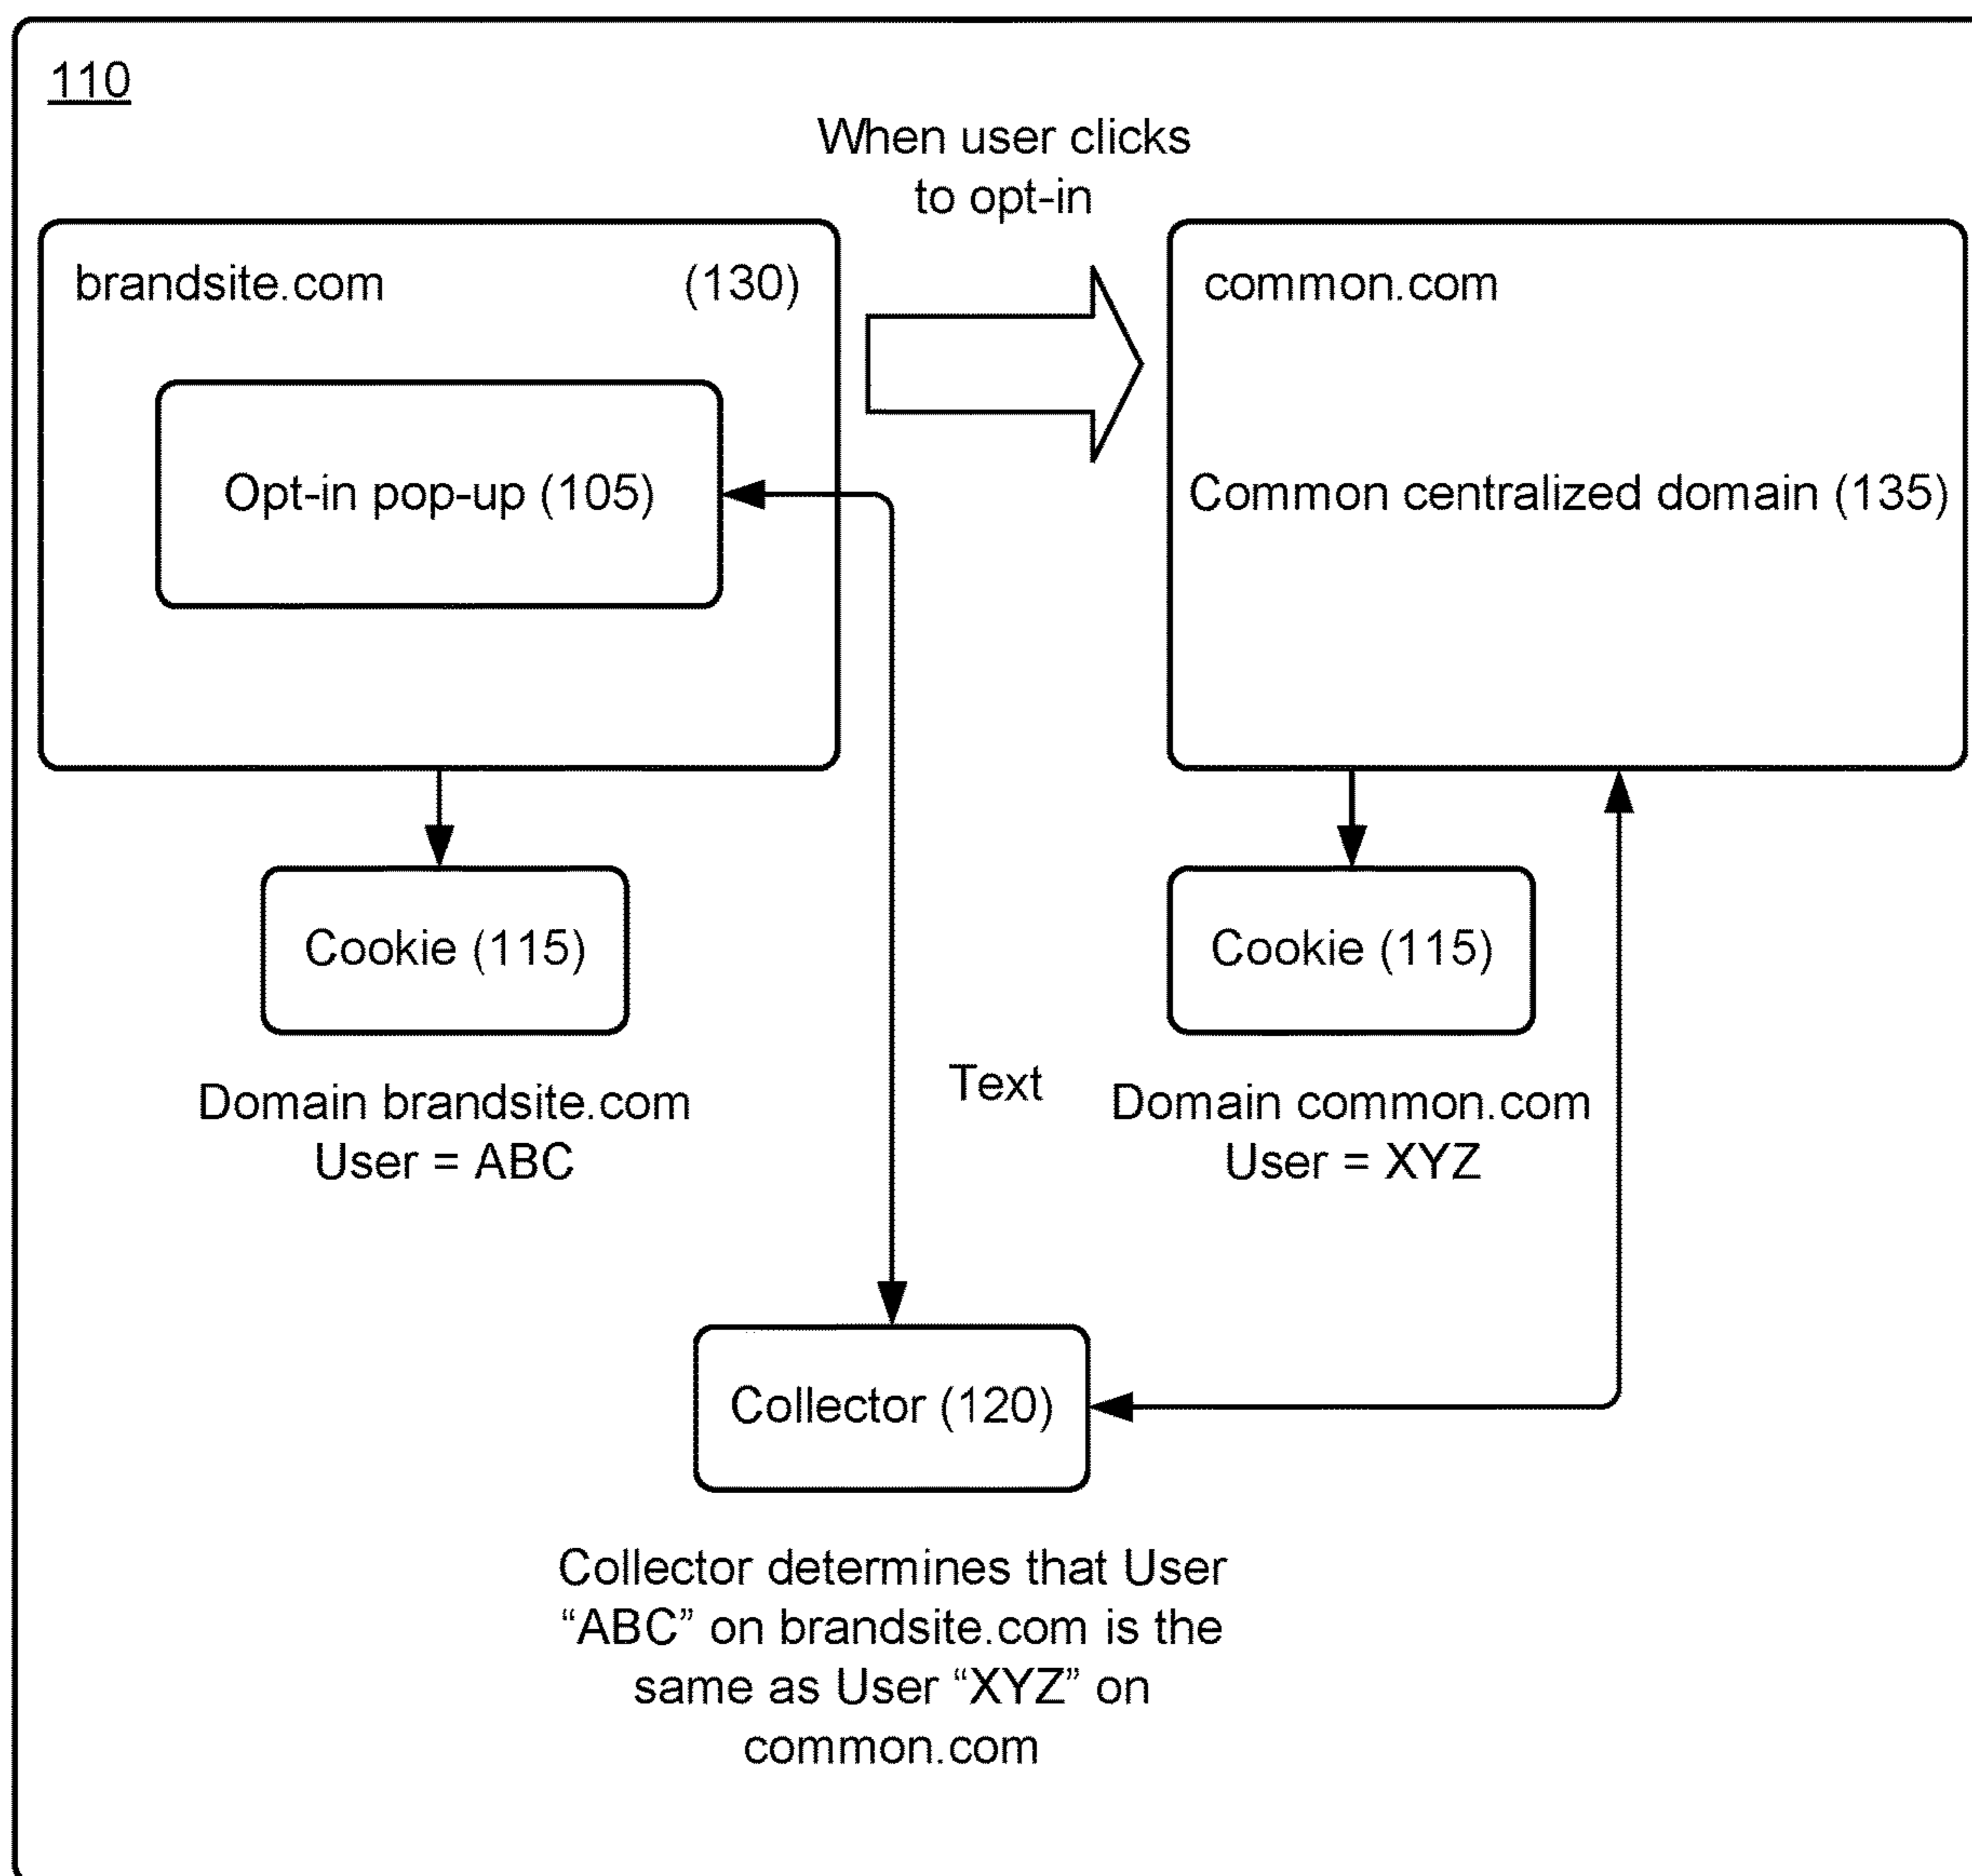 110
When user clicks
to opt-in
brandsite.com (130)
common.com
Opt-in pop-up (105)
Common centralized domain (135)
Cookie (115)
Cookie (115)
Domain brandsite.com
User = ABC
Text
Domain common.com
User = XYZ
Collector (120)
Collector determines that User
“ABC” on brandsite.com is the
same as User “XYZ” on
common.com